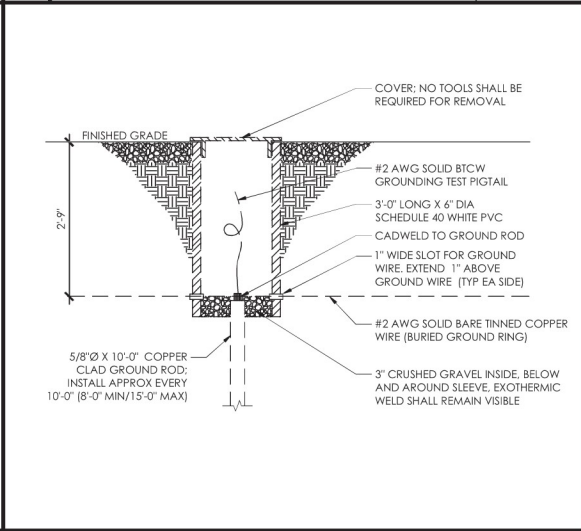 COVER; NO TOOLS SHALL BE
REQUIRED FOR REMOVAL
FINISHED GRADE
#2 AWG SOLID BTCW
GROUNDING TEST PIGTAIL
2'-9"
3'-0" LONG X 6" DIA
SCHEDULE 40 WHITE PVC
CADWELD TO GROUND ROD
1" WIDE SLOT FOR GROUND
WIRE. EXTEND 1" ABOVE
GROUND WIRE (TYP EA SIDE)
#2 AWG SOLID BARE TINNED COPPER
WIRE (BURIED GROUND RING)
5/8"Ø X 10'-0" COPPER
CLAD GROUND ROD;
INSTALL APPROX EVERY
10'-0" (8'-0" MIN/15'-0" MAX)
3" CRUSHED GRAVEL INSIDE, BELOW
AND AROUND SLEEVE, EXOTHERMIC
WELD SHALL REMAIN VISIBLE